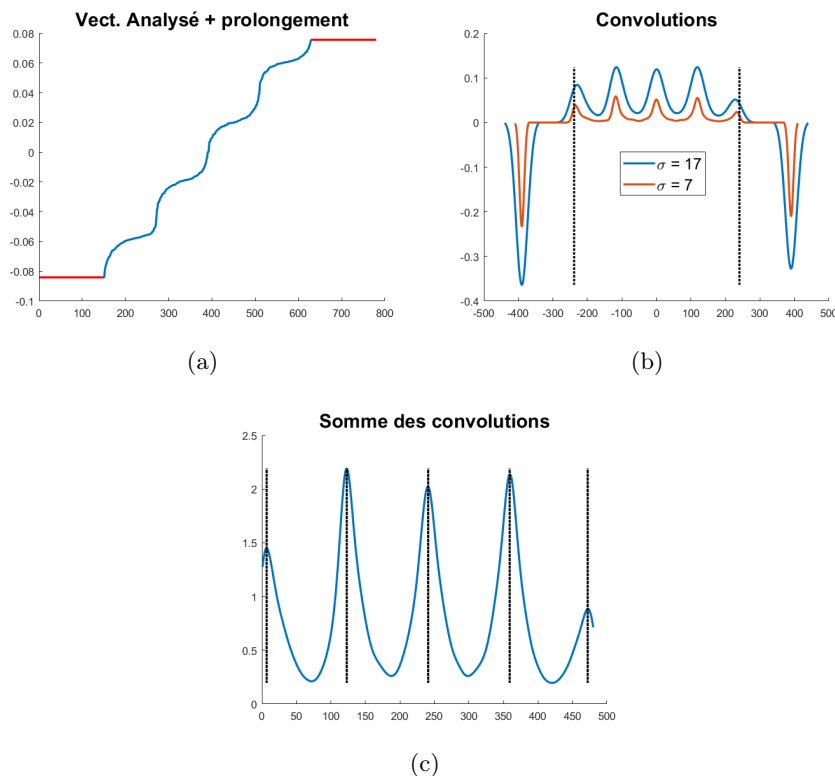 Vect. Analysé + prolongement
0.08
0.06
0.04
0.02
0
-0.02
-0.04
-0.06
-0.08
-0.1
0 100 200 300 400 500 600 700 800
(a)
Convolutions
0.2
0.1
0
-0.1
-0.2
-0.3
-0.4
σ = 17
σ = 7
-500 -400 -300 -200 -100 0 100 200 300 400 500
(b)
Somme des convolutions
2.5
2
1.5
1
0.5
0
0 50 100 150 200 250 300 350 400 450 500
(c)